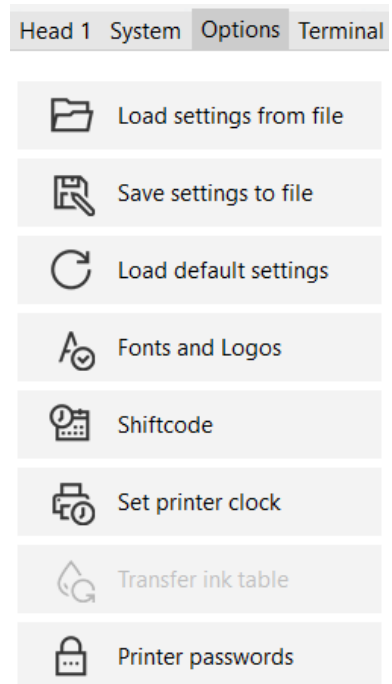 Head 1 System Options Terminal
Load settings from file
Save settings to file
Load default settings
Fonts and Logos
Shiftcode
Set printer clock
Transfer ink table
Printer passwords